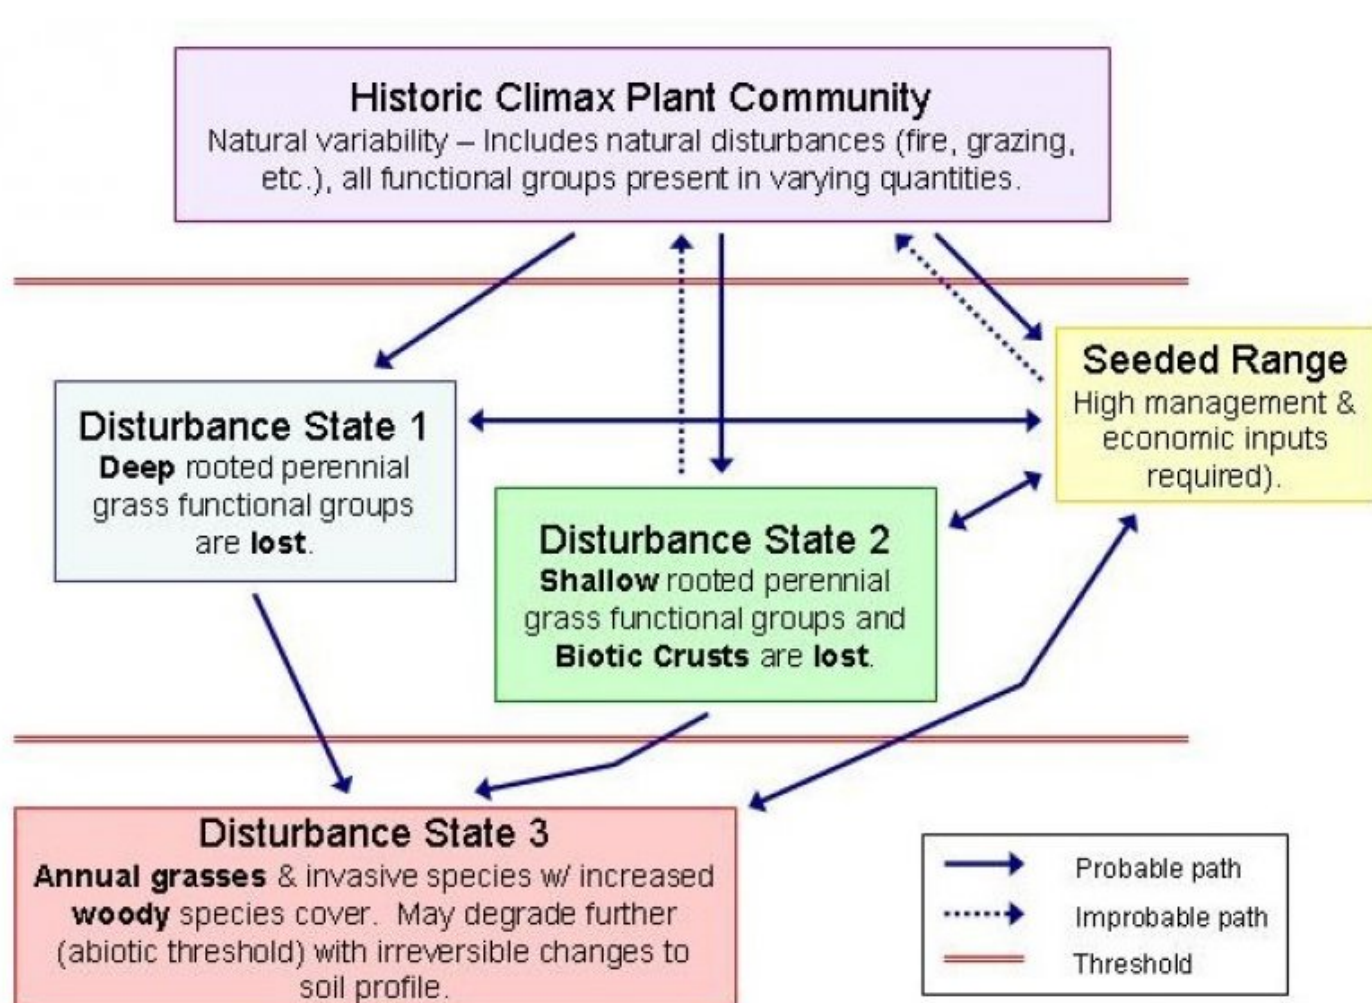 Historic Climax Plant Community
Natural variability – Includes natural disturbances (fire, grazing,
etc.), all functional groups present in varying quantities.
Seeded Range
High management &
economic inputs
required).
Disturbance State 1
Deep rooted perennial
grass functional groups
are lost.
Disturbance State 2
Shallow rooted perennial
grass functional groups and
Biotic Crusts are lost.
Disturbance State 3
Annual grasses & invasive species w/ increased
woody species cover. May degrade further
(abiotic threshold) with irreversible changes to
soil profile.
Probable path
Improbable path
Threshold